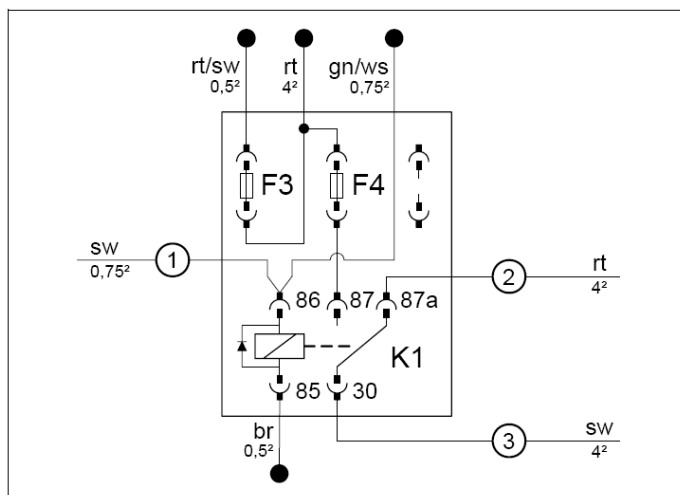 rt/sw
0,5²
rt
4²
gn/ws
0,75²
F3
F4
sw
0,75²
1
86
87
87a
2
rt
4²
K1
85
30
br
0,5²
3
sw
4²